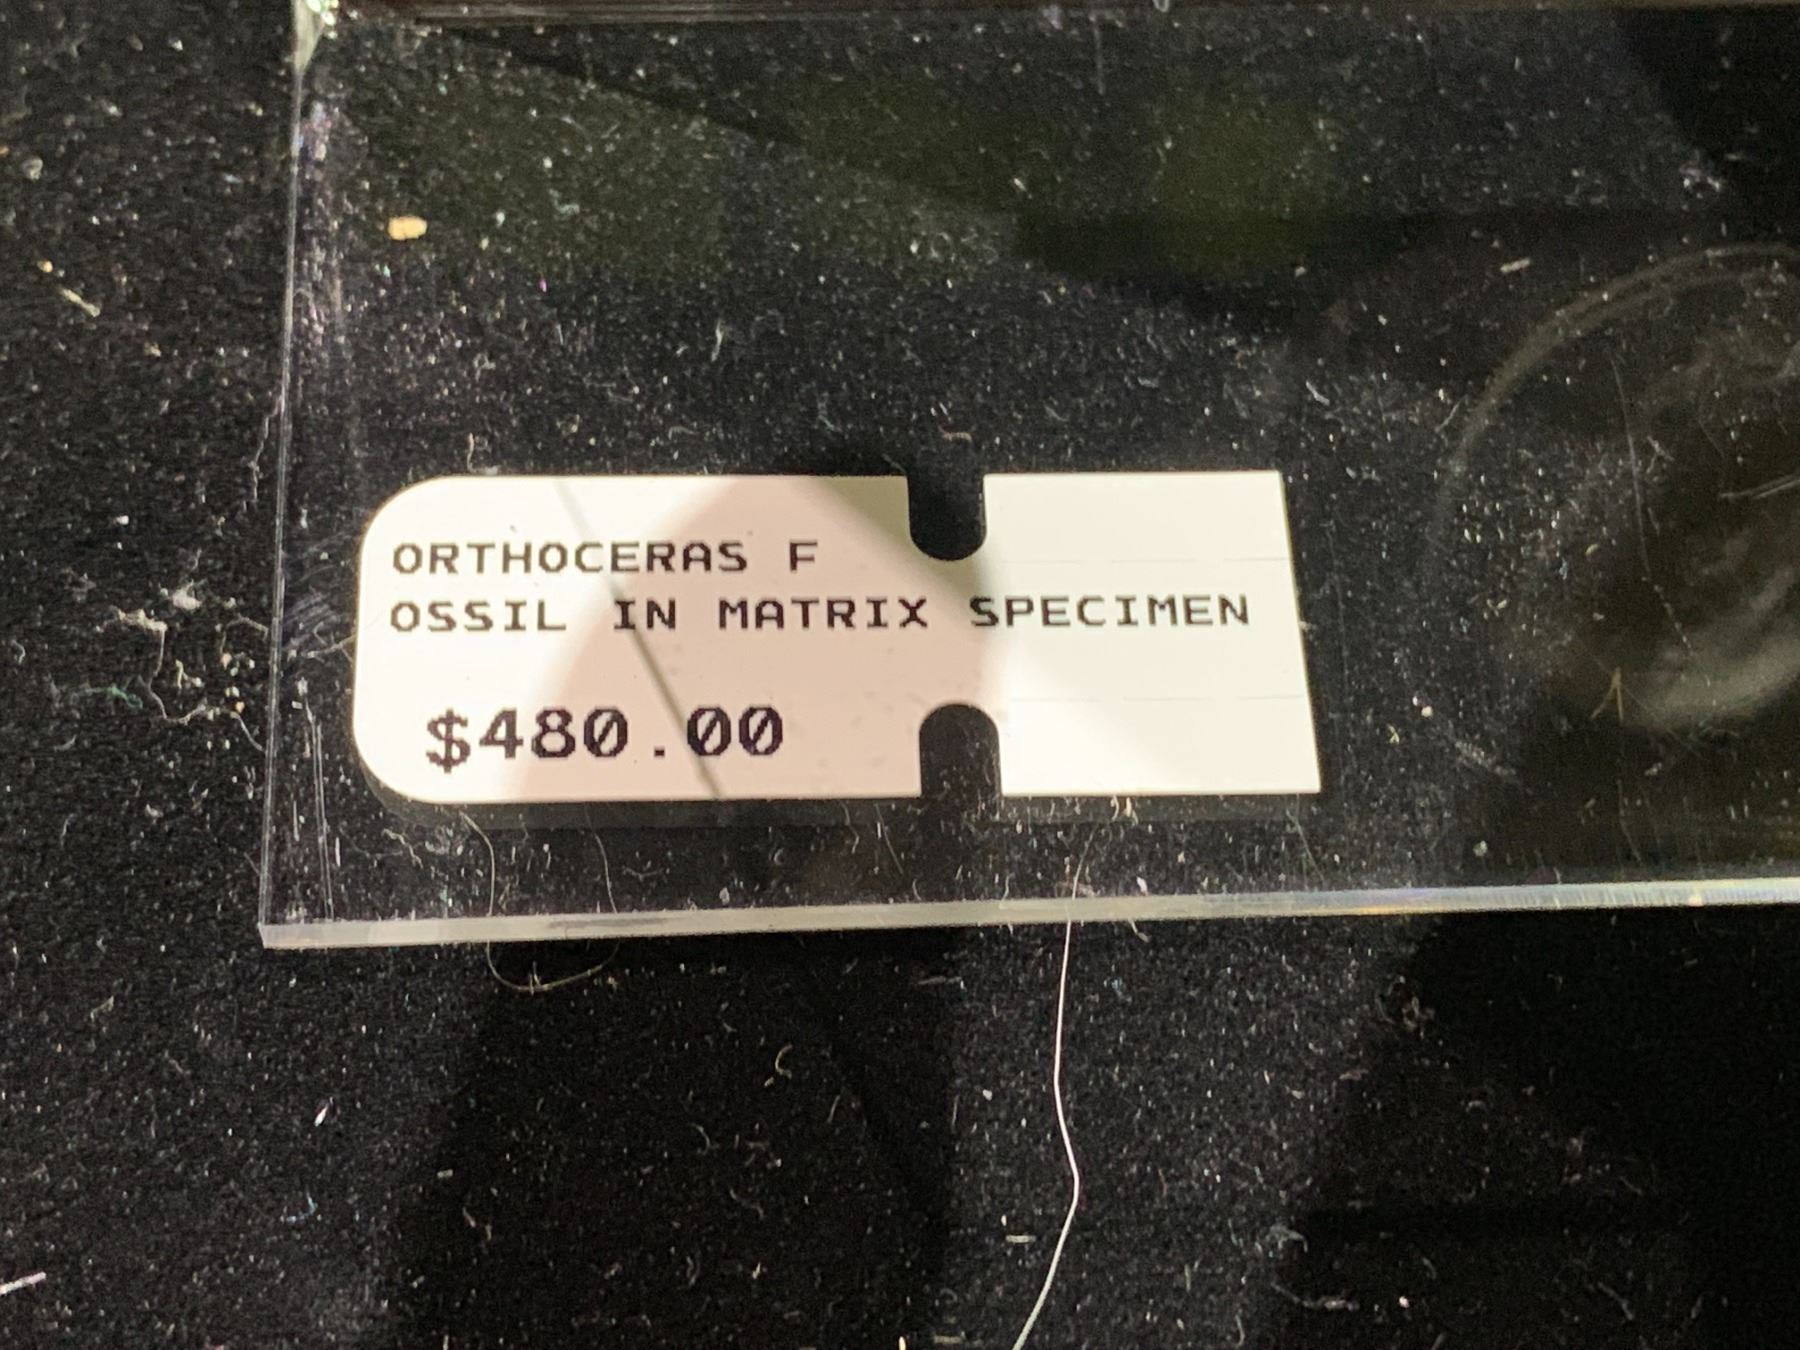 ORTHOCERAS F
OSSIL IN MATRIX SPECIMEN
$480.00